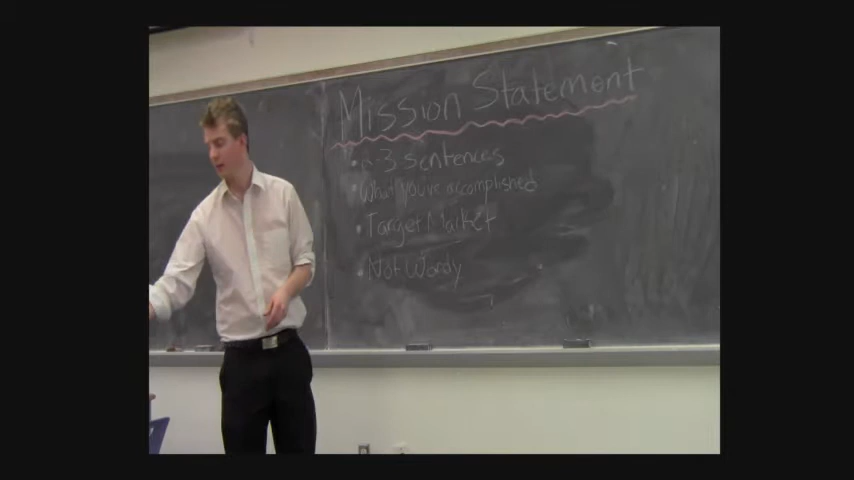 Mission Statement
• ~3 sentences
• What you've accomplished
• Target Market
• Not Wordy